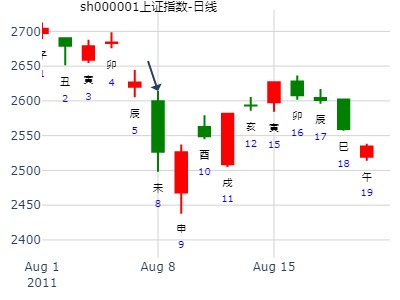 sh000001上证指数-日线
2700
2650
2600
2550
2500
2450
2400
子
1
丑
2
寅
3
卯
4
辰
5
未
8
申
9
酉
10
戌
11
亥
12
寅
15
卯
16
辰
17
巳
18
午
19
Aug 1
2011
Aug 8
Aug 15